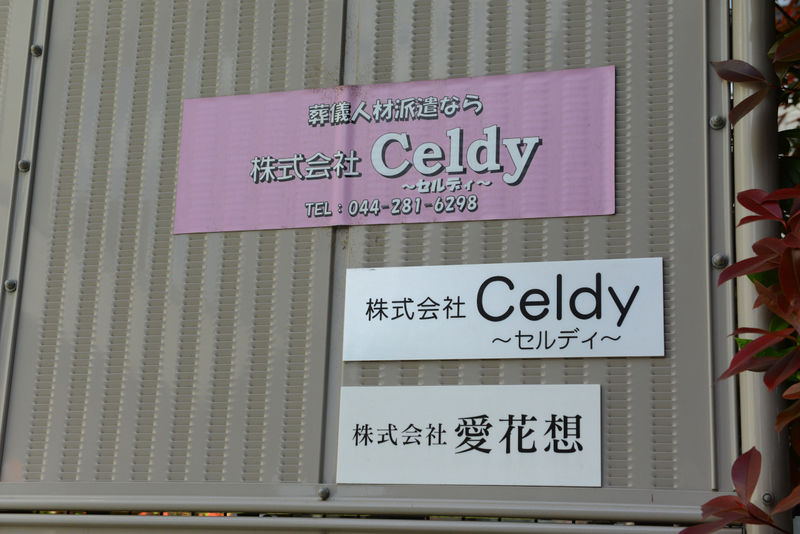 葬儀人材派遣なら
株式会社 Celdy
～セルディ～
TEL：044-281-6298
株式会社 Celdy
～セルディ～
株式会社 愛花想